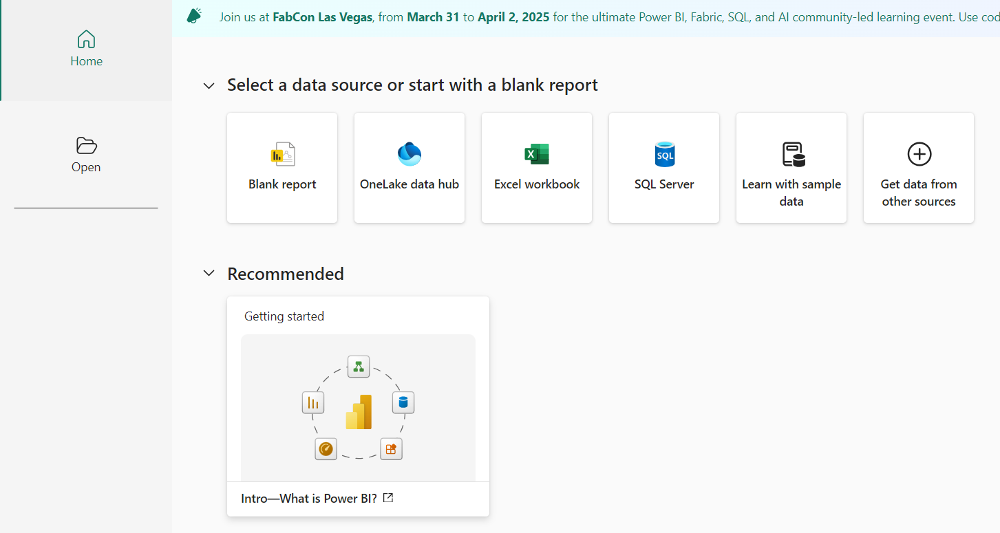 Join us at FabCon Las Vegas, from March 31 to April 2, 2025 for the ultimate Power BI, Fabric, SQL, and AI community-led learning event. Use cod
Home
Open
Select a data source or start with a blank report
Blank report
OneLake data hub
X
Excel workbook
SQL
SQL Server
Learn with sample
data
Get data from
other sources
Recommended
Getting started
Intro—What is Power BI?